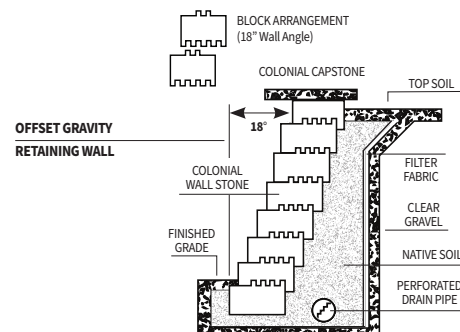 BLOCK ARRANGEMENT
(18” Wall Angle)
COLONIAL CAPSTONE
TOP SOIL
18°
OFFSET GRAVITY
RETAINING WALL
COLONIAL
WALL STONE
FILTER
FABRIC
CLEAR
GRAVEL
FINISHED
GRADE
NATIVE SOIL
PERFORATED
DRAIN PIPE